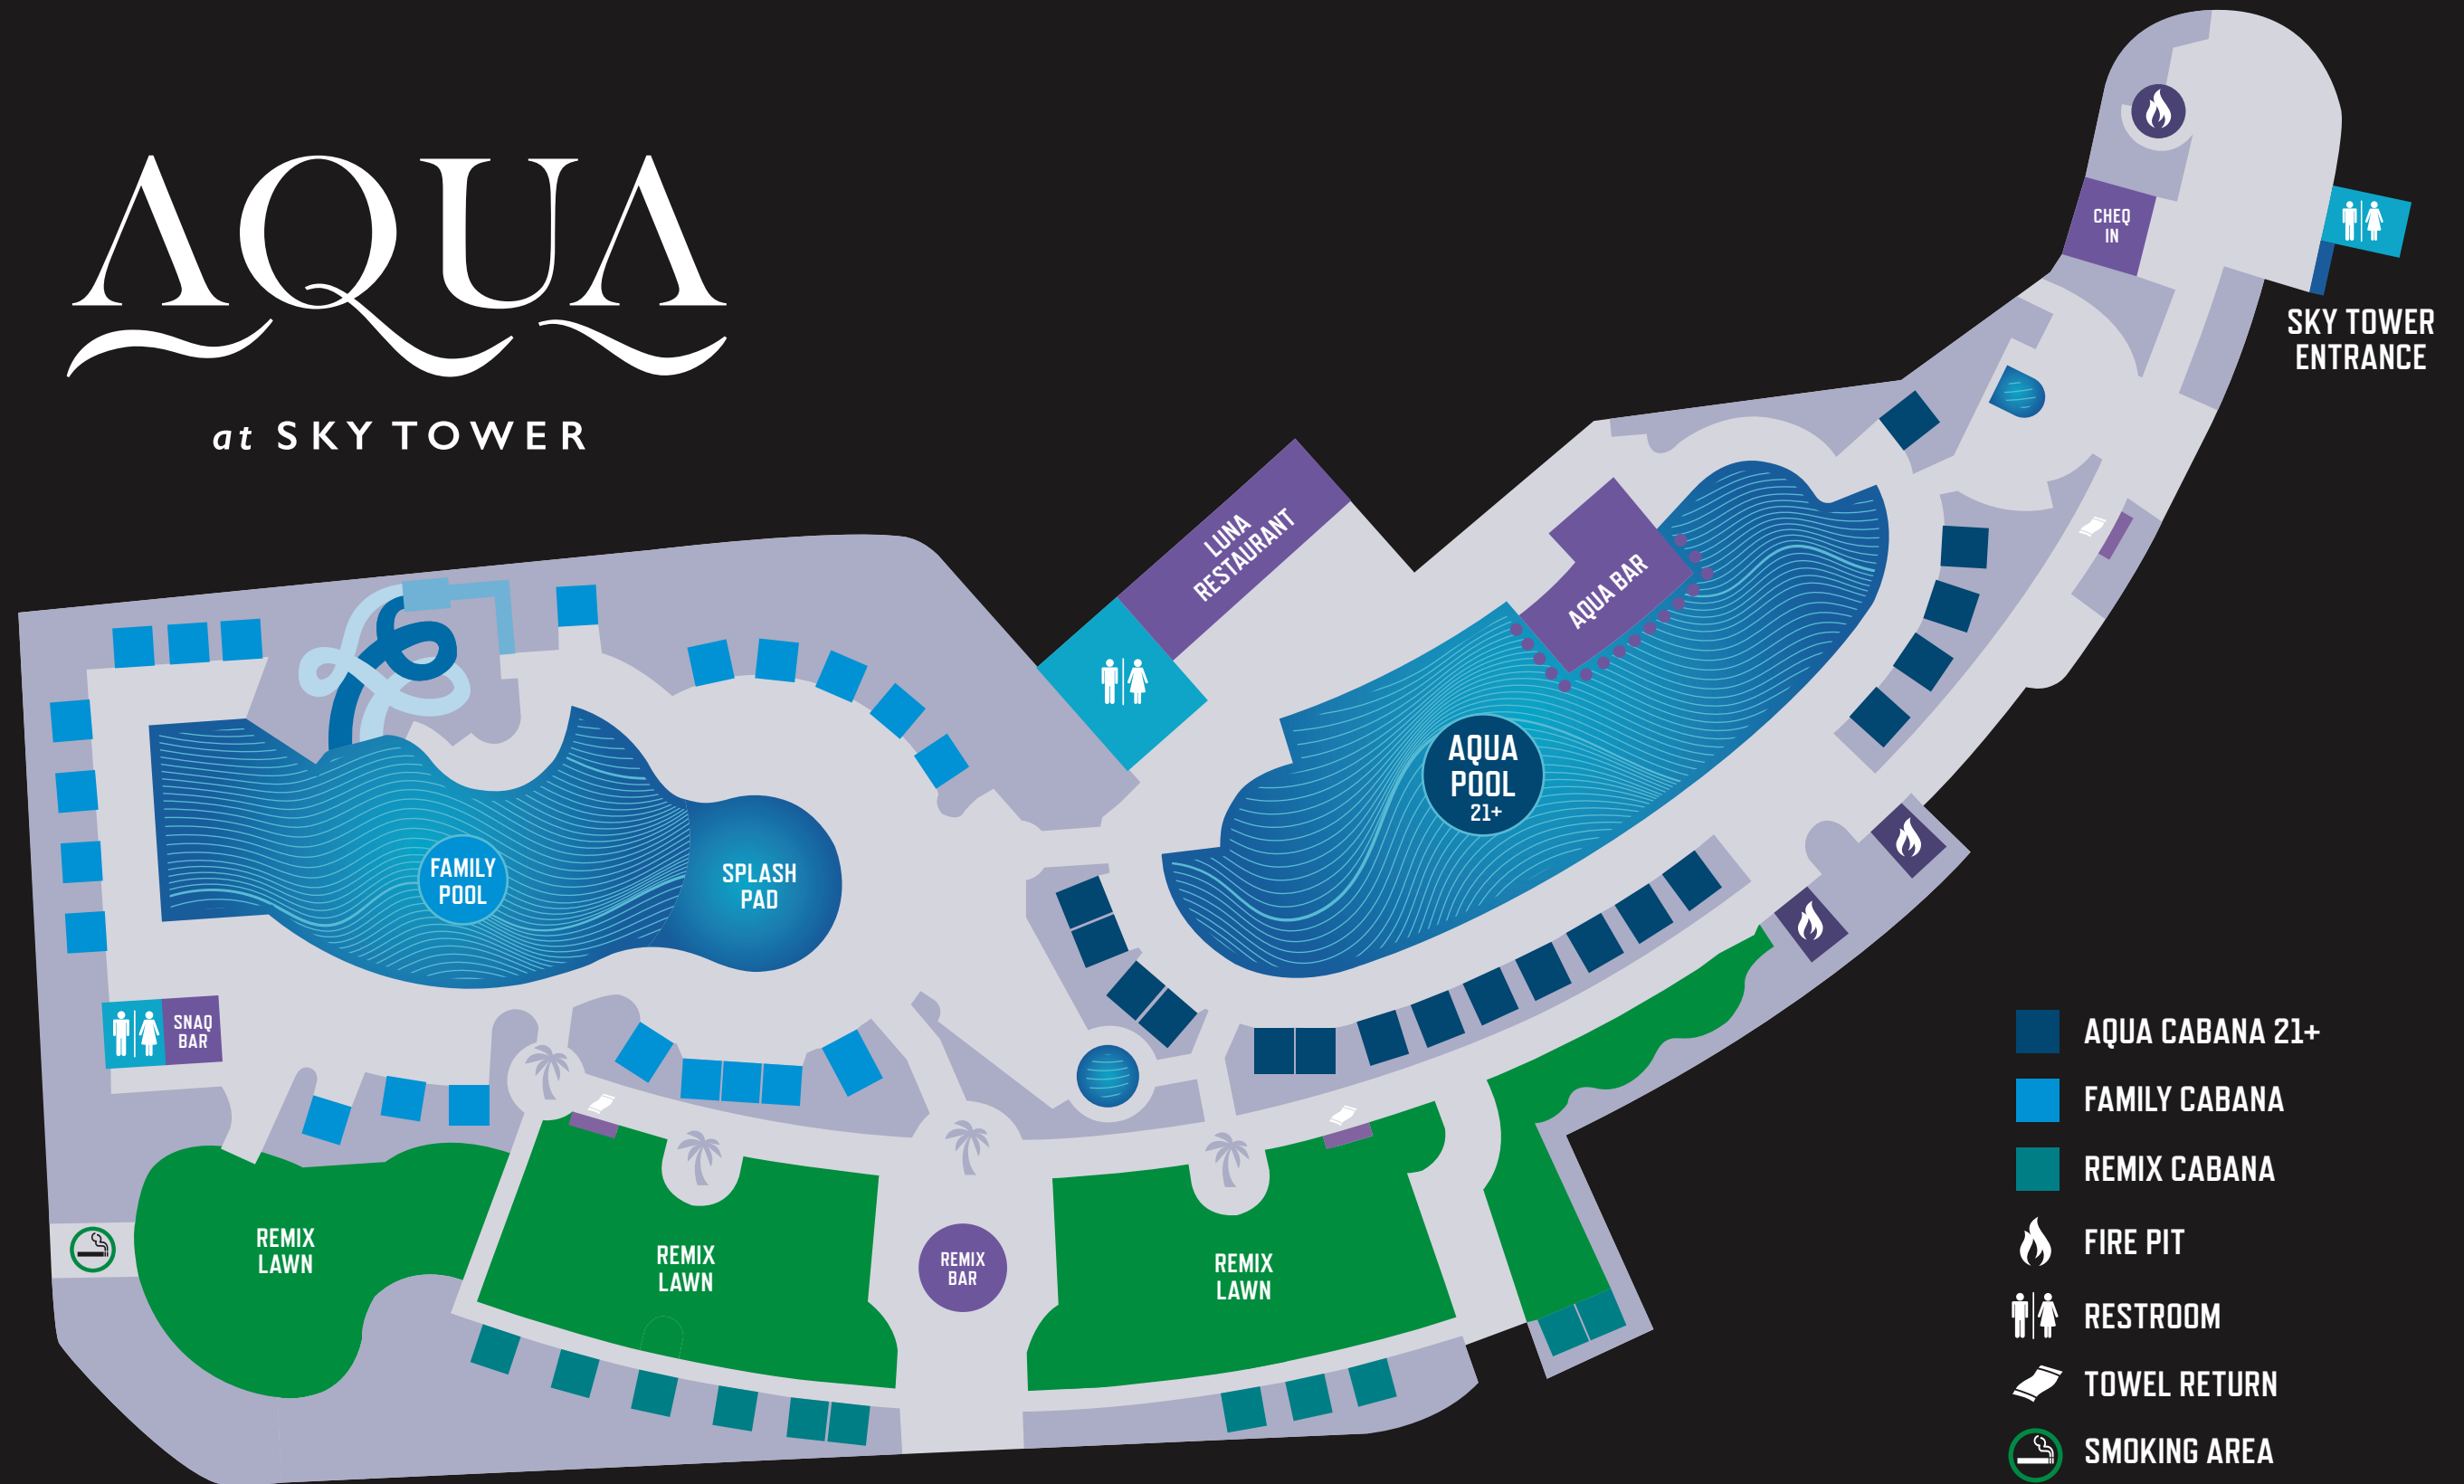 AQUA
at SKY TOWER
CHEQ
IN
SKY TOWER
ENTRANCE
LUNA
RESTAURANT
AQUA BAR
AQUA
POOL
21+
FAMILY
POOL
SPLASH
PAD
SNAQ
BAR
REMIX
LAWN
REMIX
LAWN
REMIX
BAR
REMIX
LAWN
AQUA CABANA 21+
FAMILY CABANA
REMIX CABANA
FIRE PIT
RESTROOM
TOWEL RETURN
SMOKING AREA